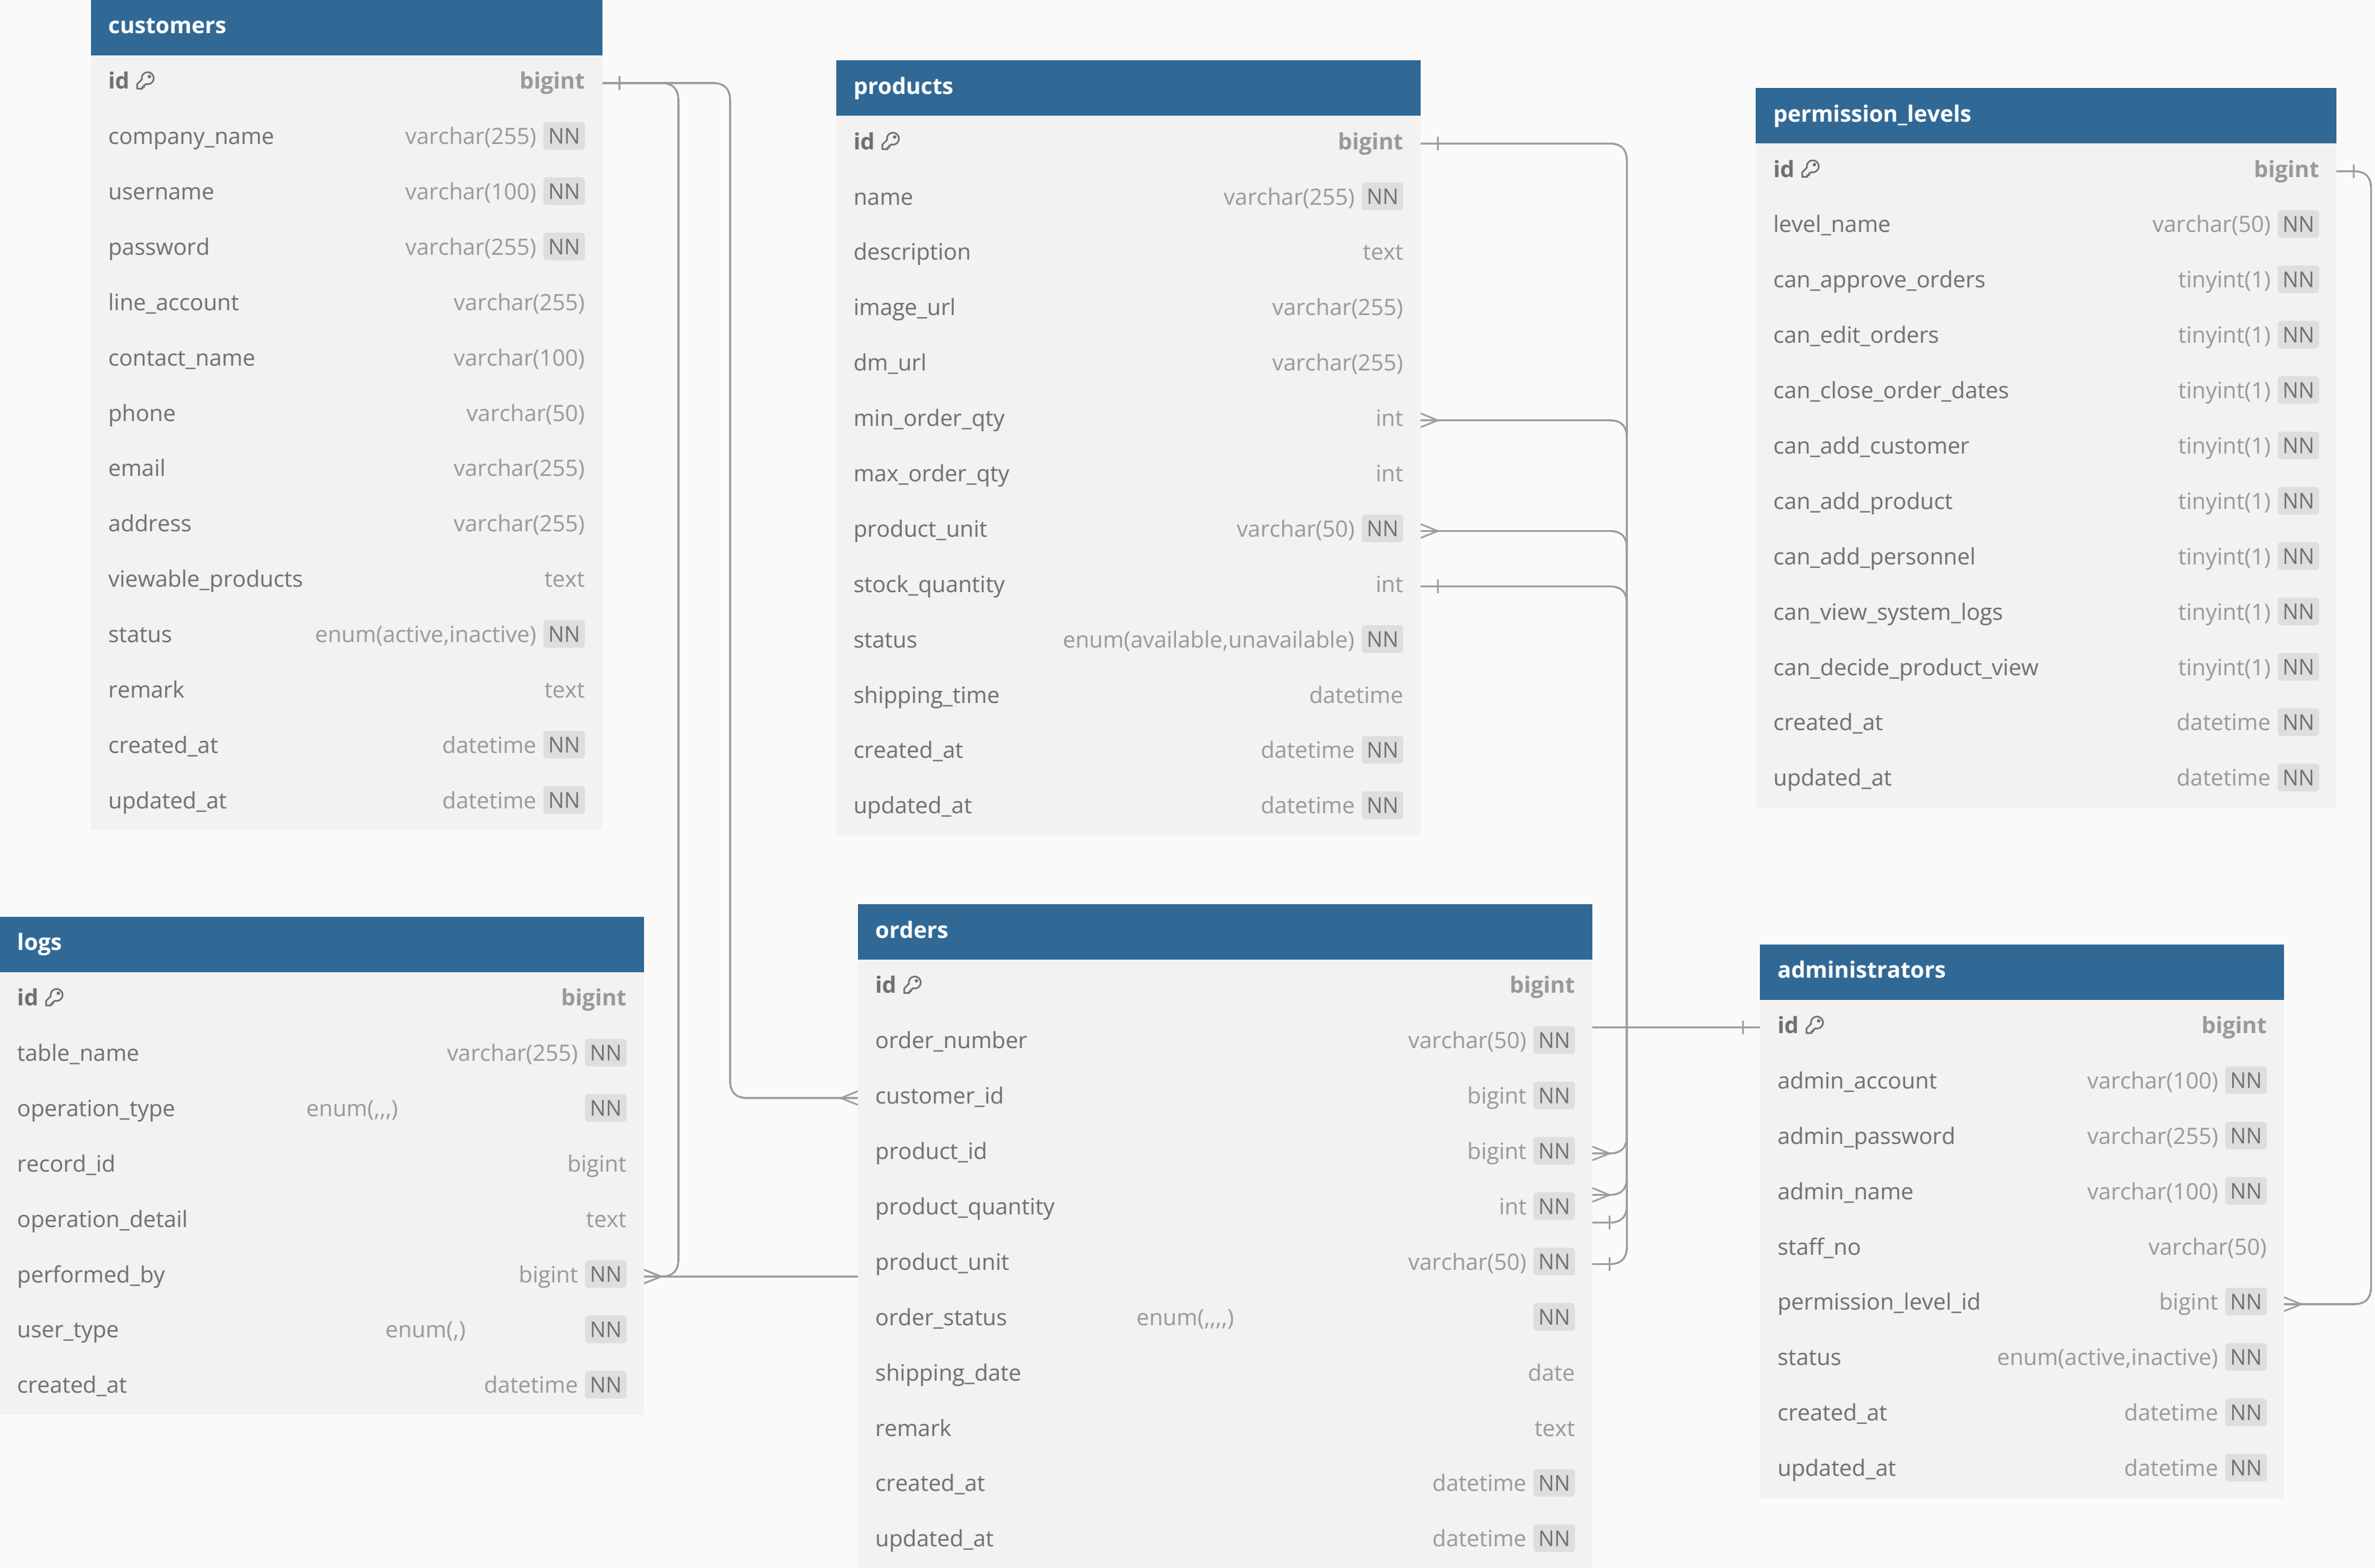 customers
id bigint
company_name varchar(255) NN
username varchar(100) NN
password varchar(255) NN
line_account varchar(255)
contact_name varchar(100)
phone varchar(50)
email varchar(255)
address varchar(255)
viewable_products text
status enum(active,inactive) NN
remark text
created_at datetime NN
updated_at datetime NN
products
id bigint
name varchar(255) NN
description text
image_url varchar(255)
dm_url varchar(255)
min_order_qty int
max_order_qty int
product_unit varchar(50) NN
stock_quantity int
status enum(available,unavailable) NN
shipping_time datetime
created_at datetime NN
updated_at datetime NN
permission_levels
id bigint
level_name varchar(50) NN
can_approve_orders tinyint(1) NN
can_edit_orders tinyint(1) NN
can_close_order_dates tinyint(1) NN
can_add_customer tinyint(1) NN
can_add_product tinyint(1) NN
can_add_personnel tinyint(1) NN
can_view_system_logs tinyint(1) NN
can_decide_product_view tinyint(1) NN
created_at datetime NN
updated_at datetime NN
logs
id bigint
table_name varchar(255) NN
operation_type enum(,,,) NN
record_id bigint
operation_detail text
performed_by bigint NN
user_type enum(,) NN
created_at datetime NN
orders
id bigint
order_number varchar(50) NN
customer_id bigint NN
product_id bigint NN
product_quantity int NN
product_unit varchar(50) NN
order_status enum(,,,,) NN
shipping_date date
remark text
created_at datetime NN
updated_at datetime NN
administrators
id bigint
admin_account varchar(100) NN
admin_password varchar(255) NN
admin_name varchar(100) NN
staff_no varchar(50)
permission_level_id bigint NN
status enum(active,inactive) NN
created_at datetime NN
updated_at datetime NN